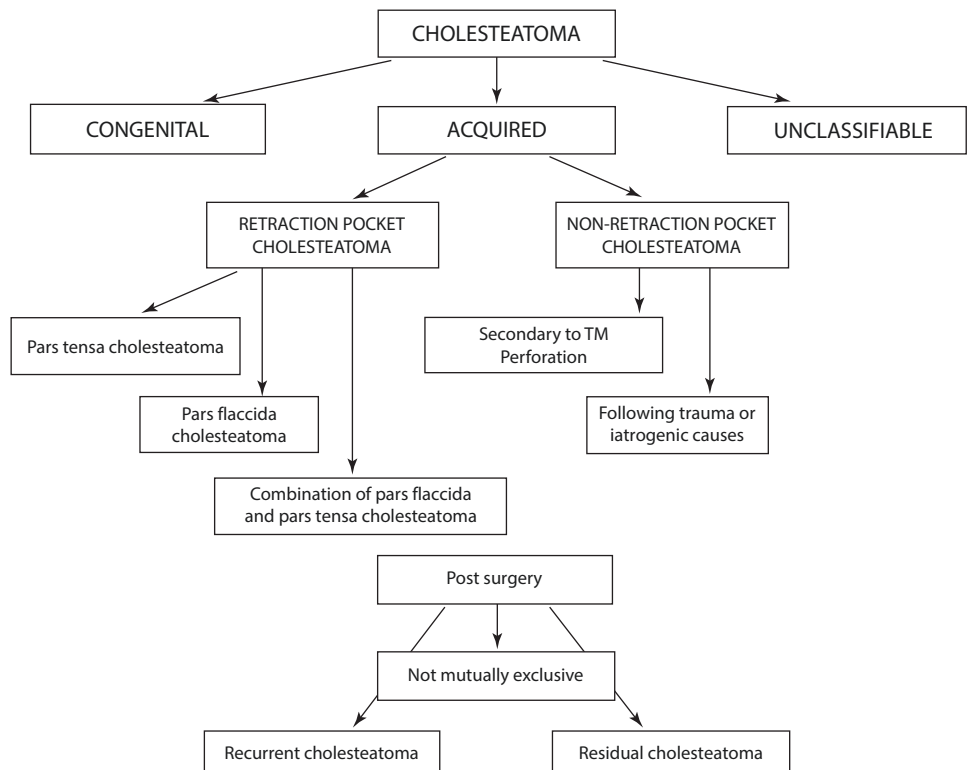 CHOLESTEATOMA
CONGENITAL
ACQUIRED
UNCLASSIFIABLE
RETRACTION POCKET
CHOLESTEATOMA
NON-RETRACTION POCKET
CHOLESTEATOMA
Pars tensa cholesteatoma
Secondary to TM
Perforation
Pars flaccida
cholesteatoma
Following trauma or
iatrogenic causes
Combination of pars flaccida
and pars tensa cholesteatoma
Post surgery
Not mutually exclusive
Recurrent cholesteatoma
Residual cholesteatoma